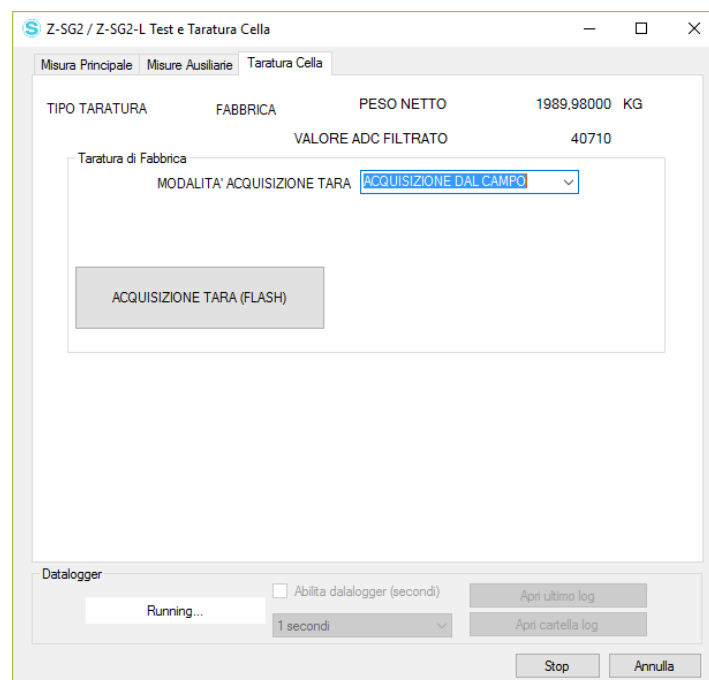 Z-SG2 / Z-SG2-L Test e Taratura Cella
Misura Principale Misure Ausiliarie Taratura Cella
TIPO TARATURA FABBRICA PESO NETTO 1989,98000 KG
VALORE ADC FILTRATO 40710
Taratura di Fabbrica
MODALITA' ACQUISIZIONE TARA ACQUISIZIONE DAL CAMPO
ACQUISIZIONE TARA (FLASH)
Datalogger
Abilita dalalogger (secondi) Apri ultimo log
Running...
1 secondi Apri cartella log
Stop Annulla